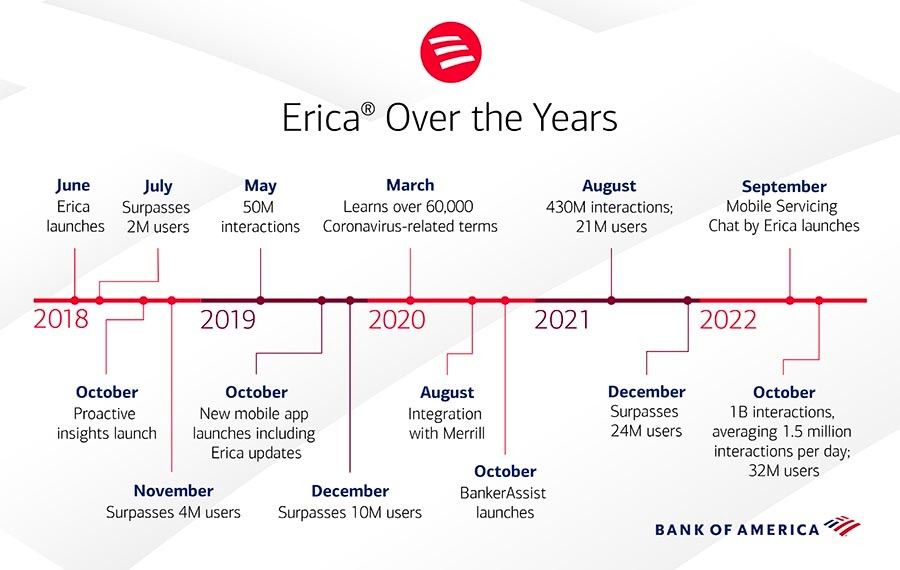 Erica® Over the Years
June
Erica
launches
July
Surpasses
2M users
May
50M
interactions
March
Learns over 60,000
Coronavirus-related terms
August
430M interactions;
21M users
September
Mobile Servicing
Chat by Erica launches
2018
2019
2020
2021
2022
October
Proactive
insights launch
November
Surpasses 4M users
October
New mobile app
launches including
Erica updates
December
Surpasses 10M users
August
Integration
with Merrill
October
BankerAssist
launches
December
Surpasses
24M users
October
1B interactions,
averaging 1.5 million
interactions per day;
32M users
BANK OF AMERICA